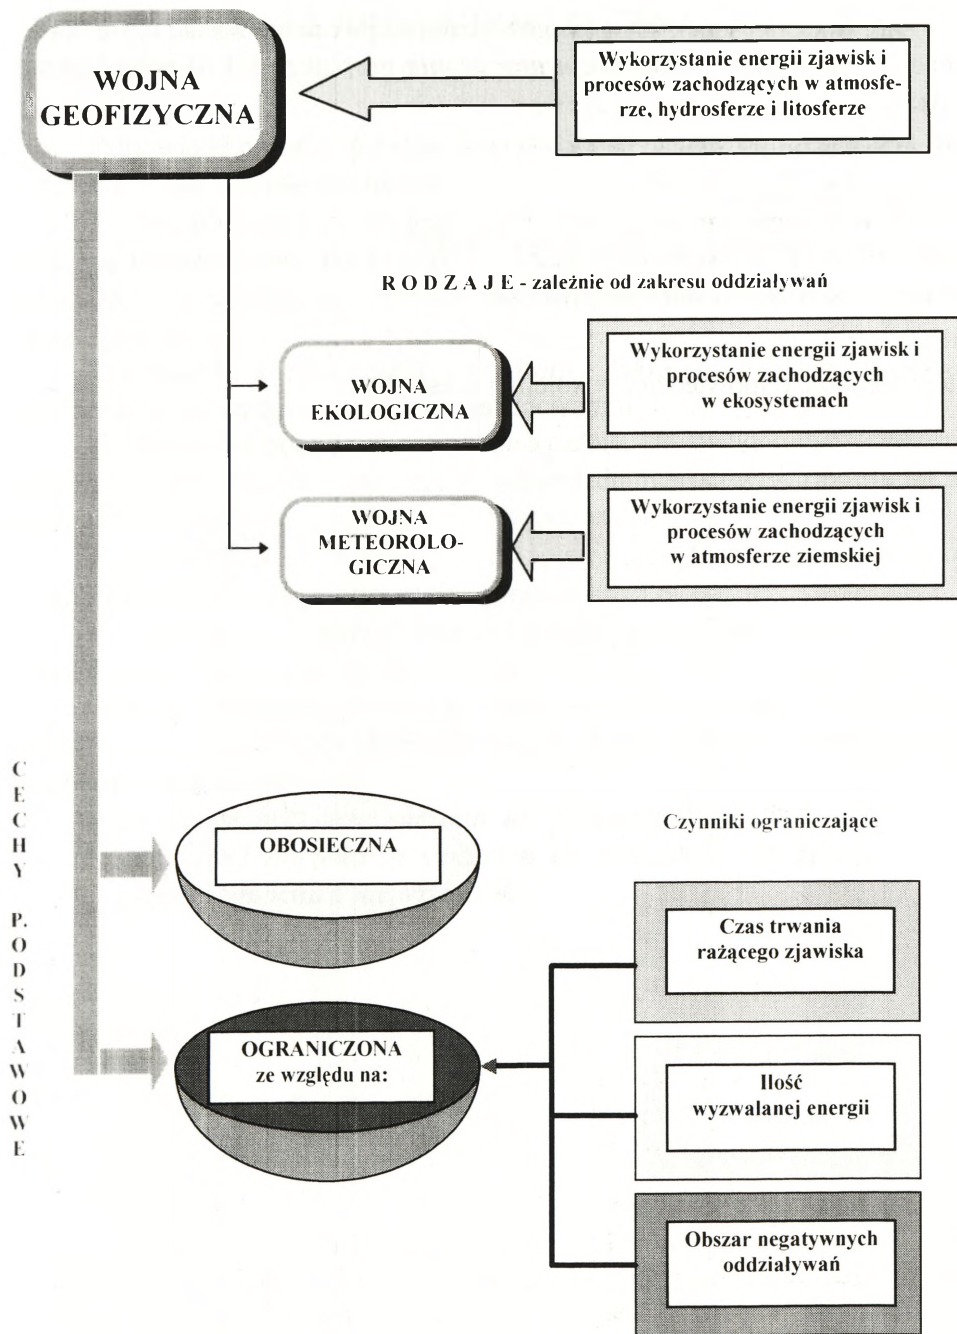 WOJNA
GEOFIZYCZNA
Wykorzystanie energii zjawisk i
procesów zachodzących w atmosfe-
rze, hydrosferze i litosferze
R O D Z A J E - zależnie od zakresu oddziaływań
WOJNA
EKOLOGICZNA
Wykorzystanie energii zjawisk i
procesów zachodzących
w ekosystemach
WOJNA
METEOROLO-
GICZNA
Wykorzystanie energii zjawisk i
procesów zachodzących
w atmosferze ziemskiej
C
E
C
H
Y
P.
O
D
S
T
A
W
O
W
E
OBOSIECZNA
OGRANICZONA
ze względu na:
Czynniki ograniczające
Czas trwania
rażącego zjawiska
Ilość
wyzwalanej energii
Obszar negatywnych
oddziaływań